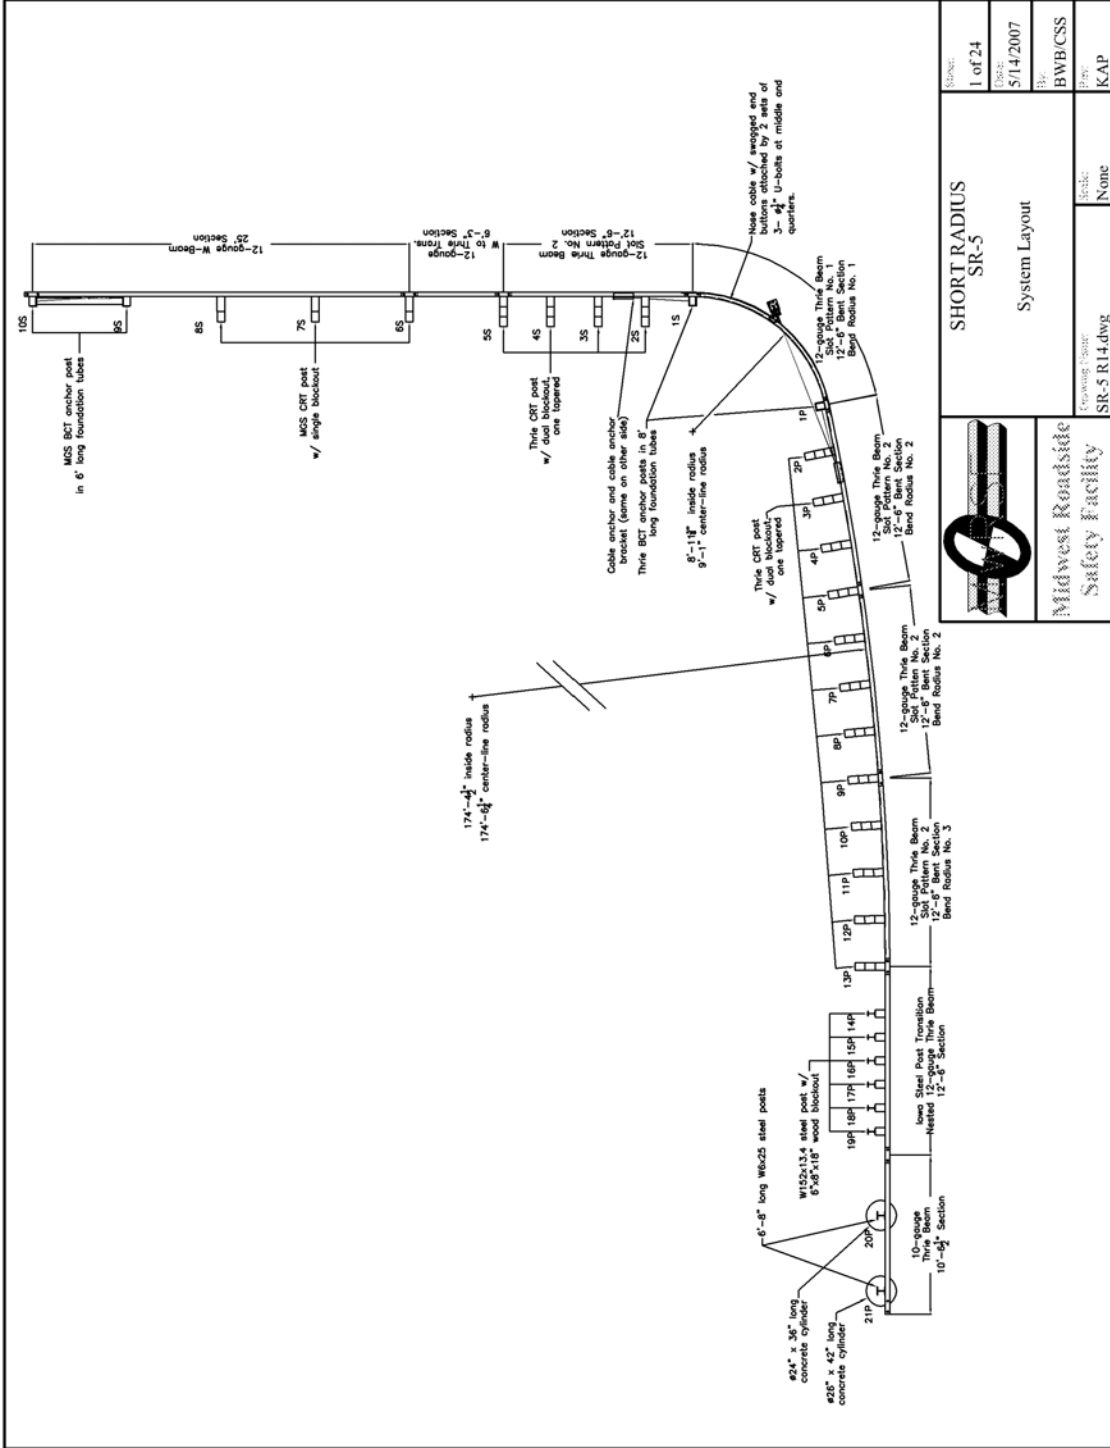 10S
9S
8S
7S
6S
5S
4S
3S
2S
1S
MGS BCT anchor post
in 6' long foundation tubes
MGS CRT post
w/ single blockout
Thrie CRT post
w/ dual blockout,
one tapered
Cable anchor and cable anchor
bracket (same on other side)
Thrie BCT anchor posts in 8'
long foundation tubes
9'-1" center-line radius
12-gauge W-Beam
25' Section
12-gauge
W to Thrie Trans.
6'-3" Section
12-gauge Thrie Beam
Slot Pattern No. 2
12'-6" Section
Nose cable w/ swagged end
buttons attached by 2 sets of
U-bolts at middle and
quarters.
12-gauge Thrie Beam
Slot Pattern No. 1
12'-6" Bent Section
Bend Radius No. 1
1P
2P
3P
4P
5P
6P
7P
8P
9P
10P
11P
12P
13P
Thrie CRT post
w/ dual blockout,
one tapered
12-gauge Thrie Beam
Slot Pattern No. 2
12'-6" Bent Section
Bend Radius No. 2
12-gauge Thrie Beam
Slot Patten No. 2
12'-6" Bent Section
Bend Radius No. 2
12-gauge Thrie Beam
Slot Pattern No. 2
12'-6" Bent Section
Bend Radius No. 3
174'-4½" inside radius
174'-6¼" center-line radius
14P
15P
16P
17P
18P
19P
W152x13.4 steel post w/
6"x8"x18" wood blockout
Iowa Steel Post Transition
Nested 12-gauge Thrie Beam
12'-6" Section
6'-8" long W6x25 steel posts
20P
21P
ø24" x 36" long
concrete cylinder
ø26" x 42" long
concrete cylinder
10-gauge
Thrie Beam
10'-6½" Section
Midwest Roadside
Safety Facility
SHORT RADIUS
SR-5
System Layout
Drawing Name:
SR-5 R14.dwg
Scale:
None
1 of 24
Date:
5/14/2007
By:
BWB/CSS
Rev:
KAP